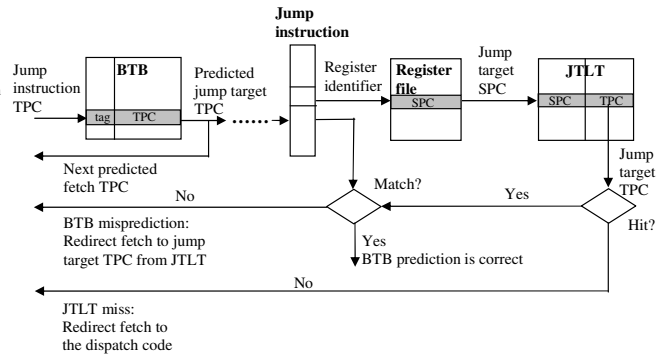 Jump
instruction
Jump
instruction
TPC
BTB
tag
TPC
Predicted
jump target
TPC
Register
identifier
Register
file
SPC
Jump
target
SPC
JTLT
SPC
TPC
Next predicted
fetch TPC
Jump
target
TPC
Match?
Hit?
No
Yes
BTB misprediction:
Redirect fetch to jump
target TPC from JTLT
Yes
BTB prediction is correct
No
JTLT miss:
Redirect fetch to
the dispatch code